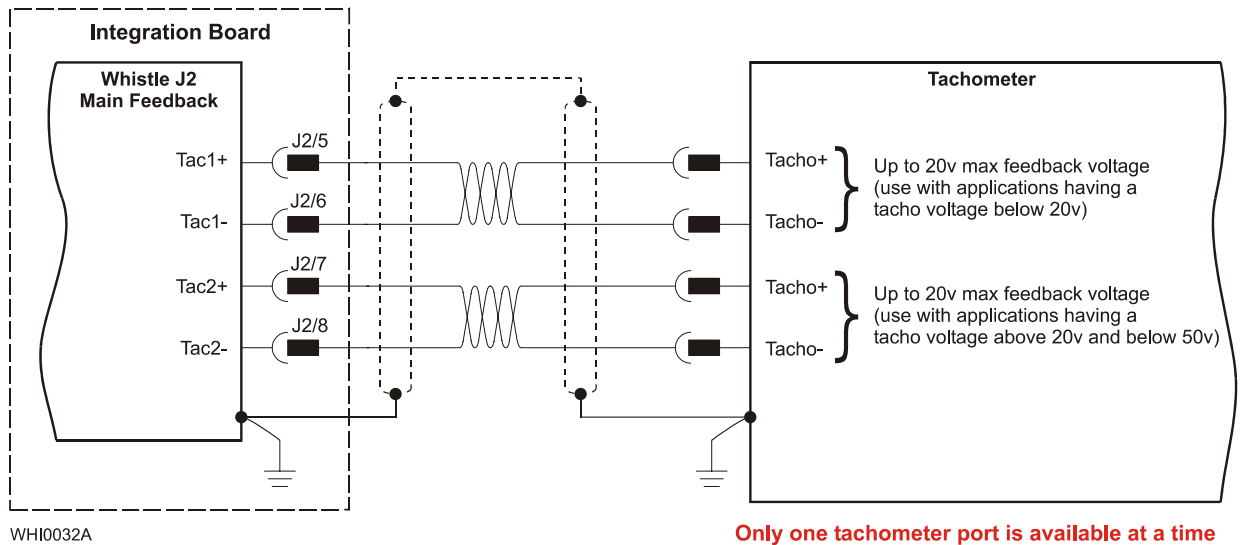 Integration Board
Whistle J2
Main Feedback
Tachometer
J2/5
Tac1+
Tacho+
Up to 20v max feedback voltage
(use with applications having a
tacho voltage below 20v)
J2/6
Tac1-
Tacho-
J2/7
Tac2+
Tacho+
Up to 20v max feedback voltage
(use with applications having a
tacho voltage above 20v and below 50v)
J2/8
Tac2-
Tacho-
WHI0032A
Only one tachometer port is available at a time